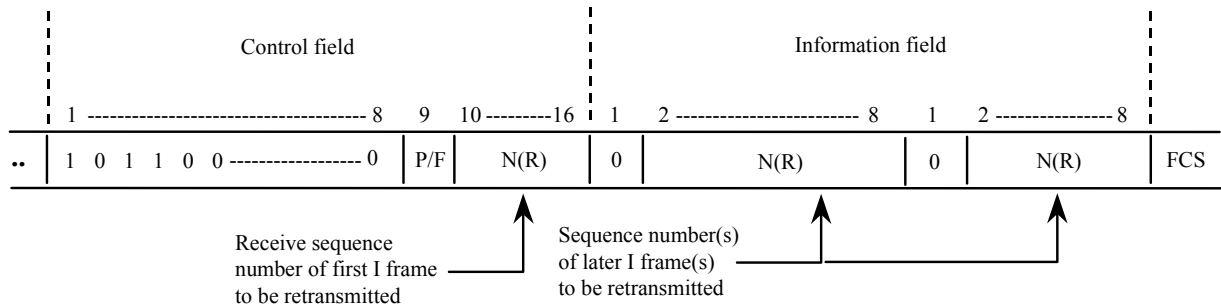 Control field Information field
1 ------------------------------------- 8 9 10 --------- 16 1 2 ----------------------- 8 1 2 --------------- 8
.. 1 0 1 1 0 0 ------------------ 0 P/F N(R) 0 N(R) 0 N(R) FCS
Receive sequence
number of first I frame
to be retransmitted
Sequence number(s)
of later I frame(s)
to be retransmitted